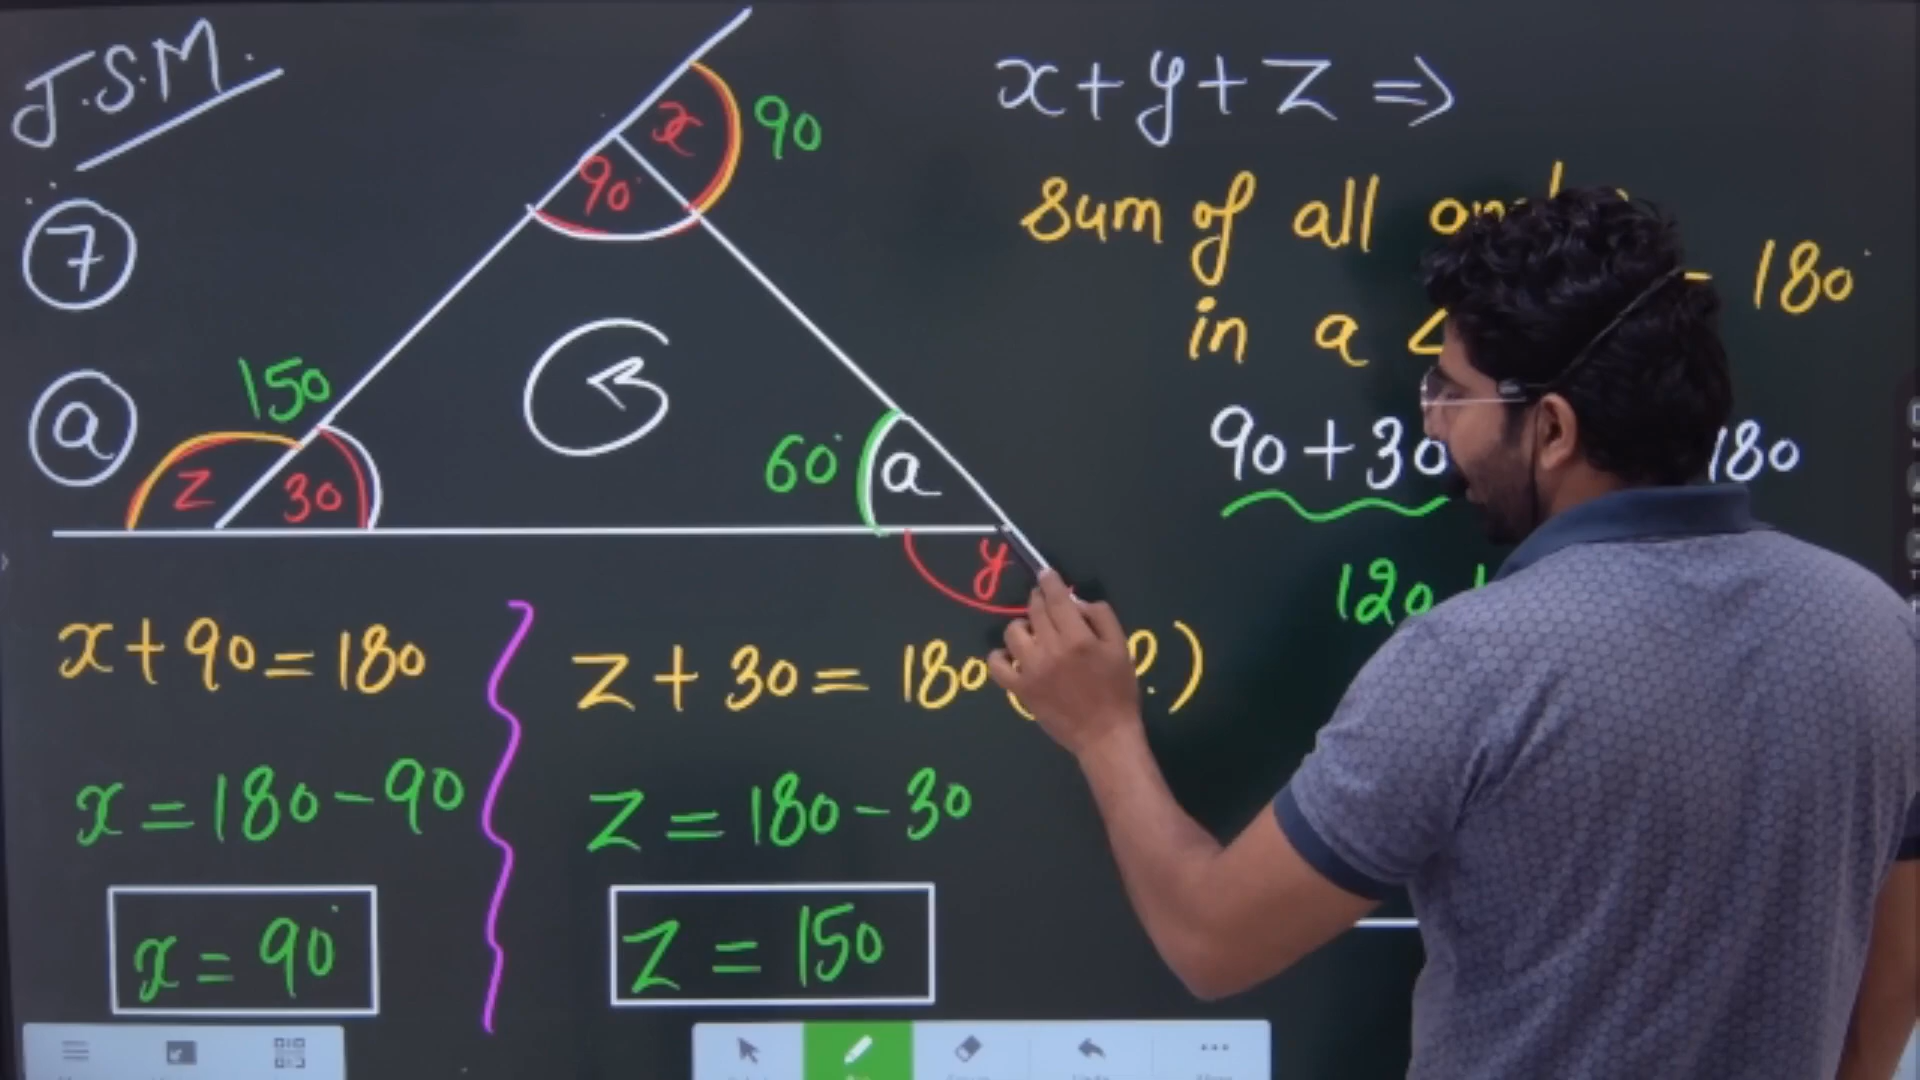 J.S.M.
7
a
x
90
90°
150
z
30
60°
a
y
x + y + z ⇒
Sum of all
in a
- 180°
90 + 30
180
120
x + 90 = 180
x = 180 - 90
x = 90°
z + 30 = 180 ( ?)
z = 180 - 30
z = 150